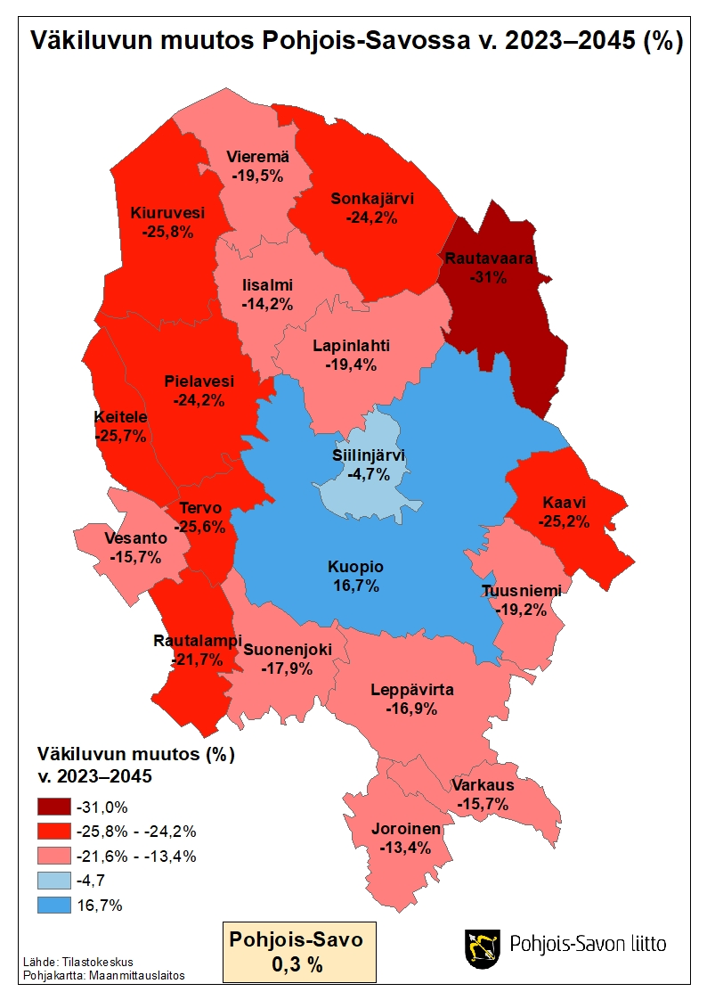 Väkiluvun muutos Pohjois-Savossa v. 2023–2045 (%)
Vieremä
-19,5%
Sonkajärvi
-24,2%
Kiuruvesi
-25,8%
Rautavaara
-31%
Iisalmi
-14,2%
Lapinlahti
-19,4%
Pielavesi
-24,2%
Keitele
-25,7%
Siilinjärvi
-4,7%
Kaavi
-25,2%
Tervo
-25,6%
Vesanto
-15,7%
Kuopio
16,7%
Tuusniemi
-19,2%
Rautalampi
-21,7%
Suonenjoki
-17,9%
Leppävirta
-16,9%
Varkaus
-15,7%
Joroinen
-13,4%
Väkiluvun muutos (%)
v. 2023–2045
-31,0%
-25,8% - -24,2%
-21,6% - -13,4%
-4,7
16,7%
Pohjois-Savo
0,3 %
Pohjois-Savon liitto
Lähde: Tilastokeskus
Pohjakartta: Maanmittauslaitos